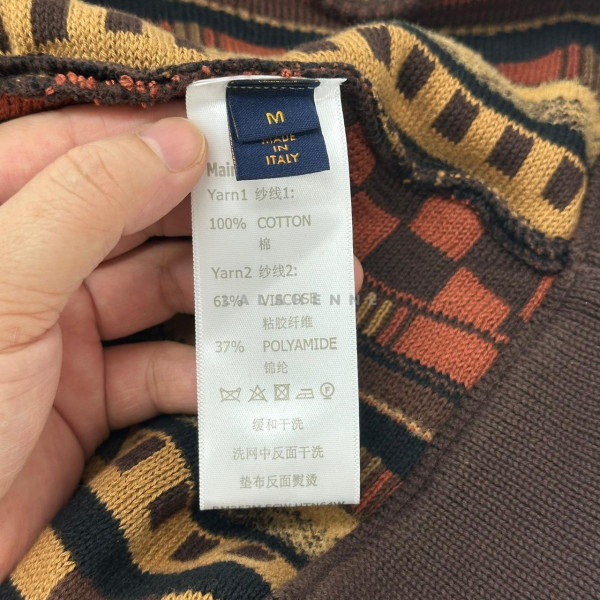 M
MADE
IN
ITALY
Main
Yarn1 纱线1:
100% COTTON
棉
Yarn2 纱线2:
63% VISCOSE
粘胶纤维
37% POLYAMIDE
锦纶
缓和干洗
洗网中反面干洗
垫布反面熨烫